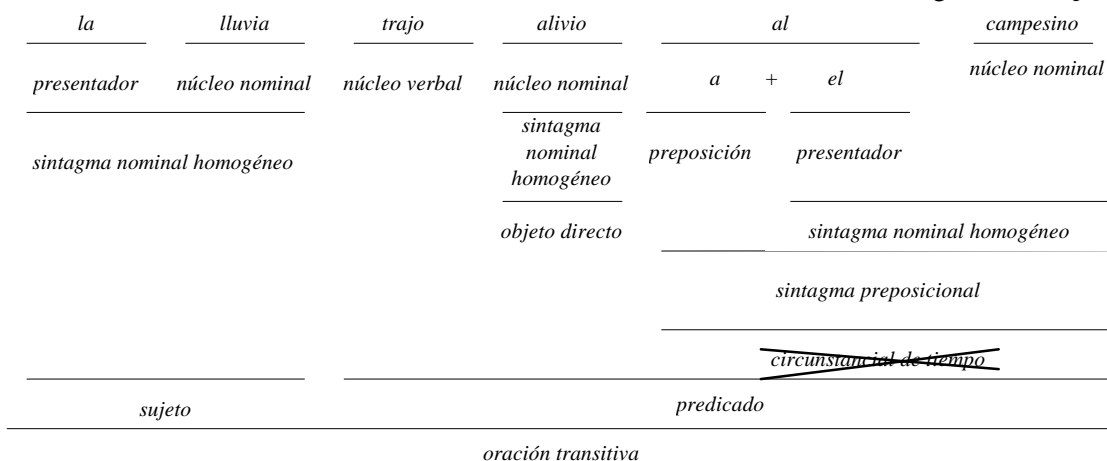 la lluvia trajo alivio al campesino
presentador núcleo nominal núcleo verbal núcleo nominal a + el núcleo nominal
sintagma nominal homogéneo sintagma nominal homogéneo preposición presentador
objeto directo sintagma nominal homogéneo
sintagma preposicional
circunstancial de tiempo
sujeto predicado
oración transitiva